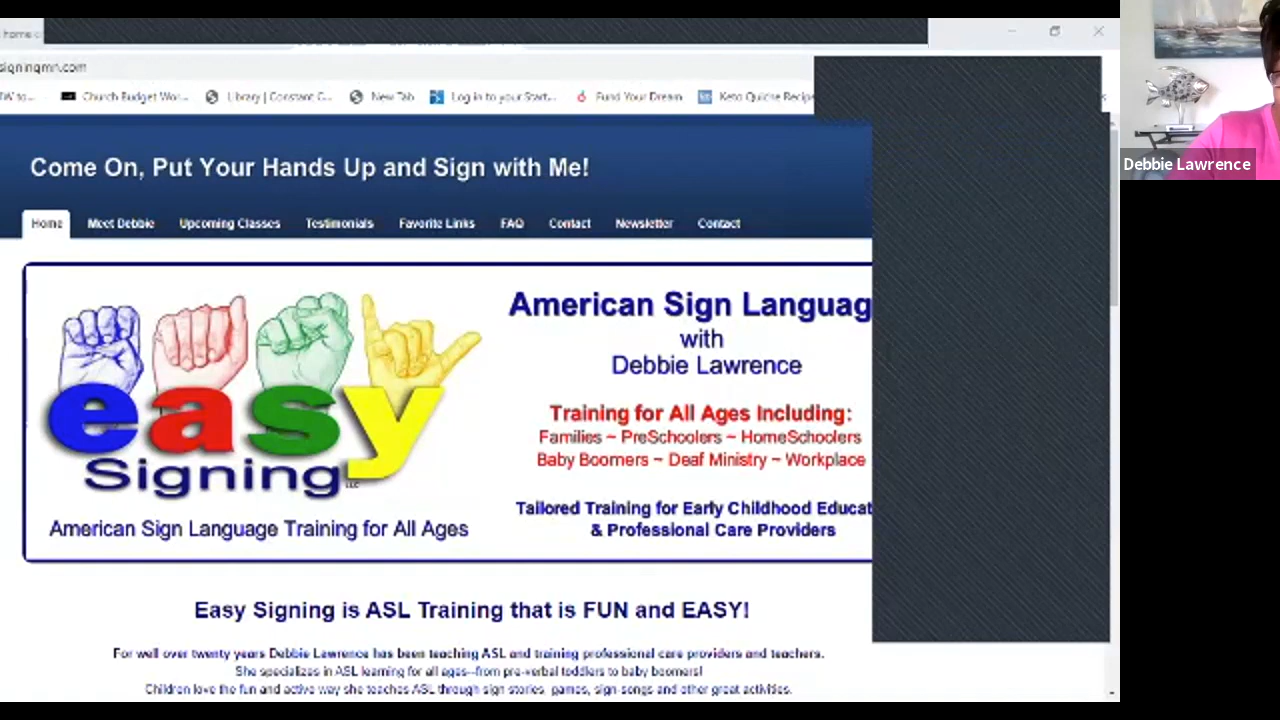 home
signingmn.com
TW to...
Church Budget Wor...
Library | Constant C...
New Tab
Log in to your Start...
Fund Your Dream
Keto Quiche Recipe
Come On, Put Your Hands Up and Sign with Me!
Home
Meet Debbie
Upcoming Classes
Testimonials
Favorite Links
FAQ
Contact
Newsletter
Contact
easy
Signing LLC
American Sign Language Training for All Ages
American Sign Languag
with
Debbie Lawrence
Training for All Ages Including:
Families ~ PreSchoolers ~ HomeSchoolers
Baby Boomers ~ Deaf Ministry ~ Workplace
Tailored Training for Early Childhood Educat
& Professional Care Providers
Easy Signing is ASL Training that is FUN and EASY!
For well over twenty years Debbie Lawrence has been teaching ASL and training professional care providers and teachers.
She specializes in ASL learning for all ages--from pre-verbal toddlers to baby boomers!
Children love the fun and active way she teaches ASL through sign stories, games, sign-songs and other great activities.
Debbie Lawrence